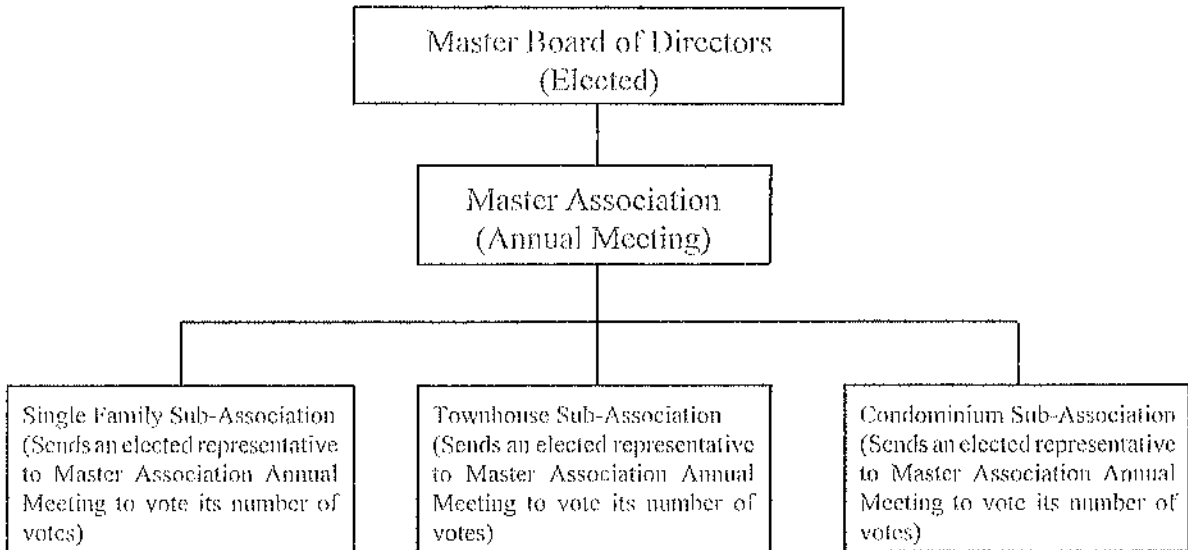 Master Board of Directors
(Elected)
Master Association
(Annual Meeting)
Single Family Sub-Association
(Sends an elected representative
to Master Association Annual
Meeting to vote its number of
votes)
Townhouse Sub-Association
(Sends an elected representative
to Master Association Annual
Meeting to vote its number of
votes)
Condominium Sub-Association
(Sends an elected representative
to Master Association Annual
Meeting to vote its number of
votes)